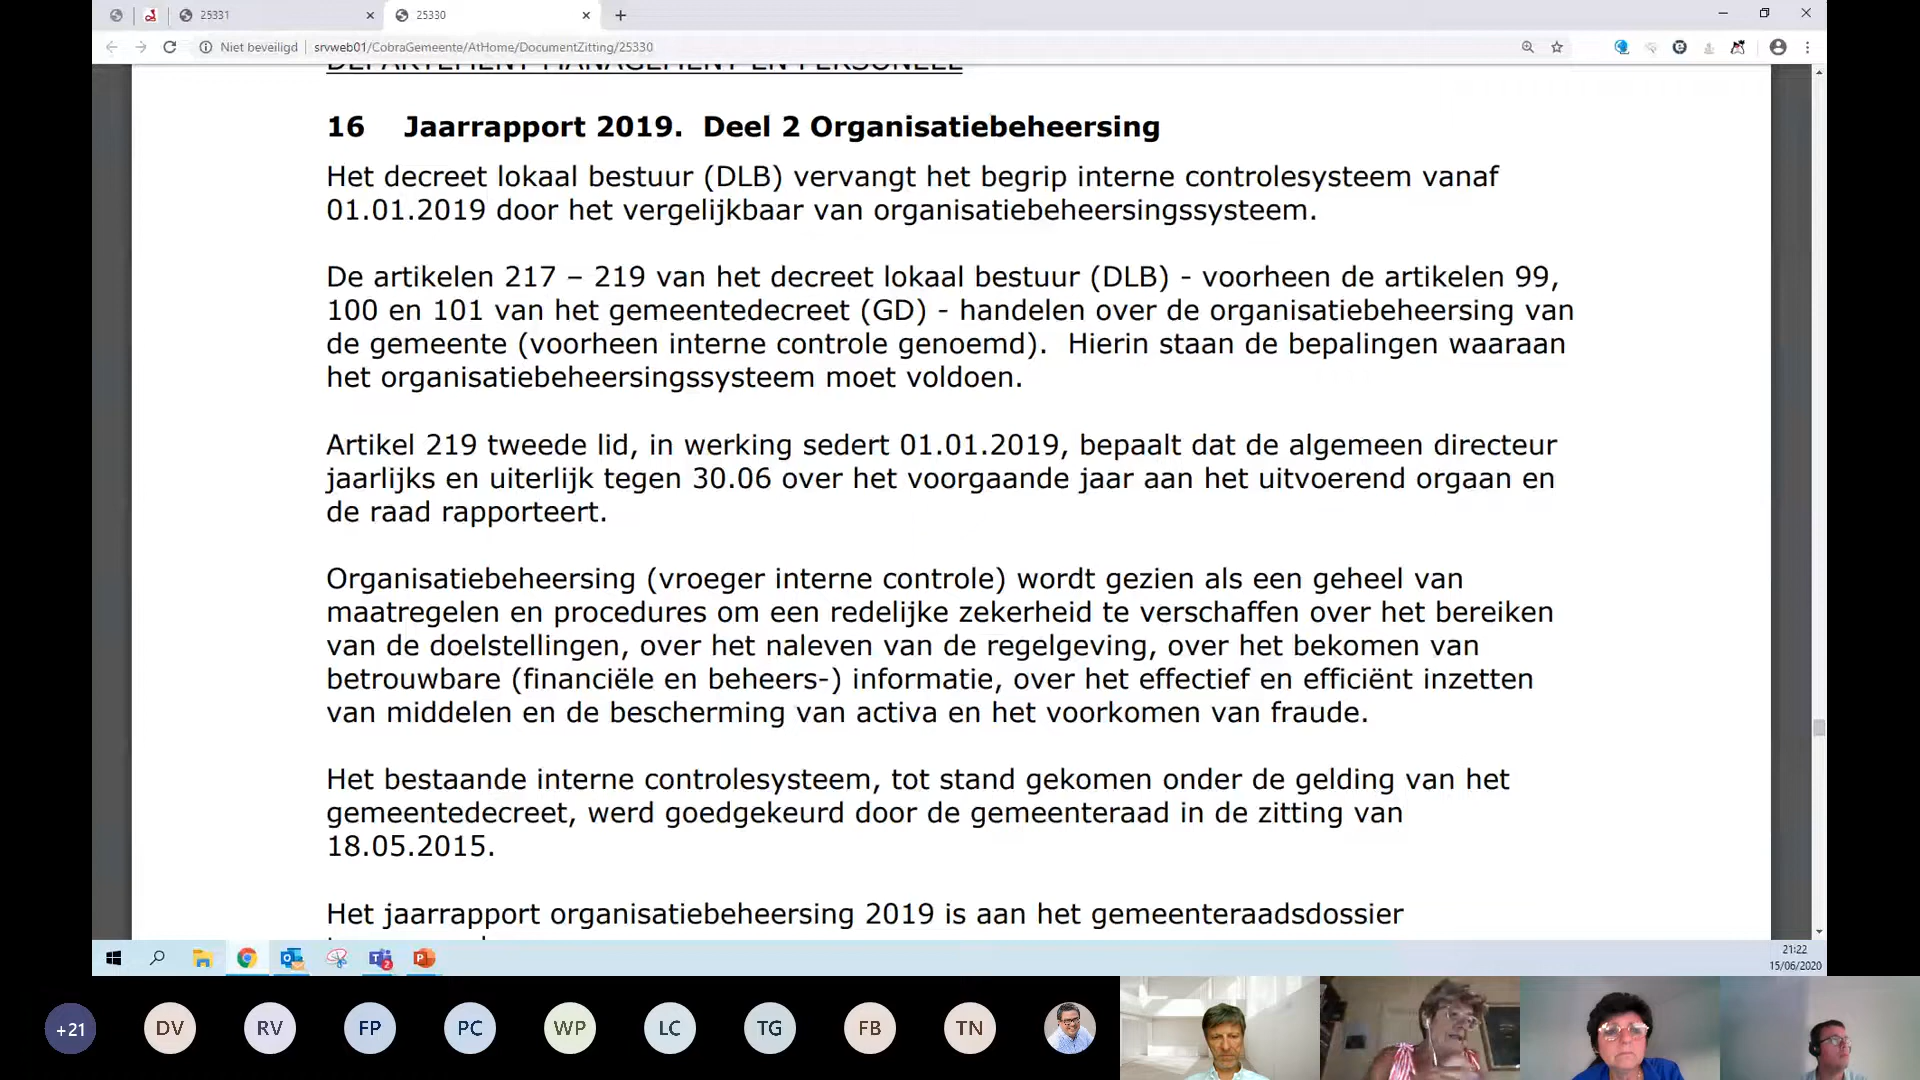 25331
25330
Niet beveiligd
srvweb01/CobraGemeente/AtHome/DocumentZitting/25330
DEPARTEMENT MANAGEMENT EN PERSONEEL
16 Jaarrapport 2019. Deel 2 Organisatiebeheersing
Het decreet lokaal bestuur (DLB) vervangt het begrip interne controlesysteem vanaf
01.01.2019 door het vergelijkbaar van organisatiebeheersingssysteem.
De artikelen 217 – 219 van het decreet lokaal bestuur (DLB) - voorheen de artikelen 99,
100 en 101 van het gemeentedecreet (GD) - handelen over de organisatiebeheersing van
de gemeente (voorheen interne controle genoemd). Hierin staan de bepalingen waaraan
het organisatiebeheersingssysteem moet voldoen.
Artikel 219 tweede lid, in werking sedert 01.01.2019, bepaalt dat de algemeen directeur
jaarlijks en uiterlijk tegen 30.06 over het voorgaande jaar aan het uitvoerend orgaan en
de raad rapporteert.
Organisatiebeheersing (vroeger interne controle) wordt gezien als een geheel van
maatregelen en procedures om een redelijke zekerheid te verschaffen over het bereiken
van de doelstellingen, over het naleven van de regelgeving, over het bekomen van
betrouwbare (financiële en beheers-) informatie, over het effectief en efficiënt inzetten
van middelen en de bescherming van activa en het voorkomen van fraude.
Het bestaande interne controlesysteem, tot stand gekomen onder de gelding van het
gemeentedecreet, werd goedgekeurd door de gemeenteraad in de zitting van
18.05.2015.
Het jaarrapport organisatiebeheersing 2019 is aan het gemeenteraadsdossier
21:22
15/06/2020
+21
DV
RV
FP
PC
WP
LC
TG
FB
TN